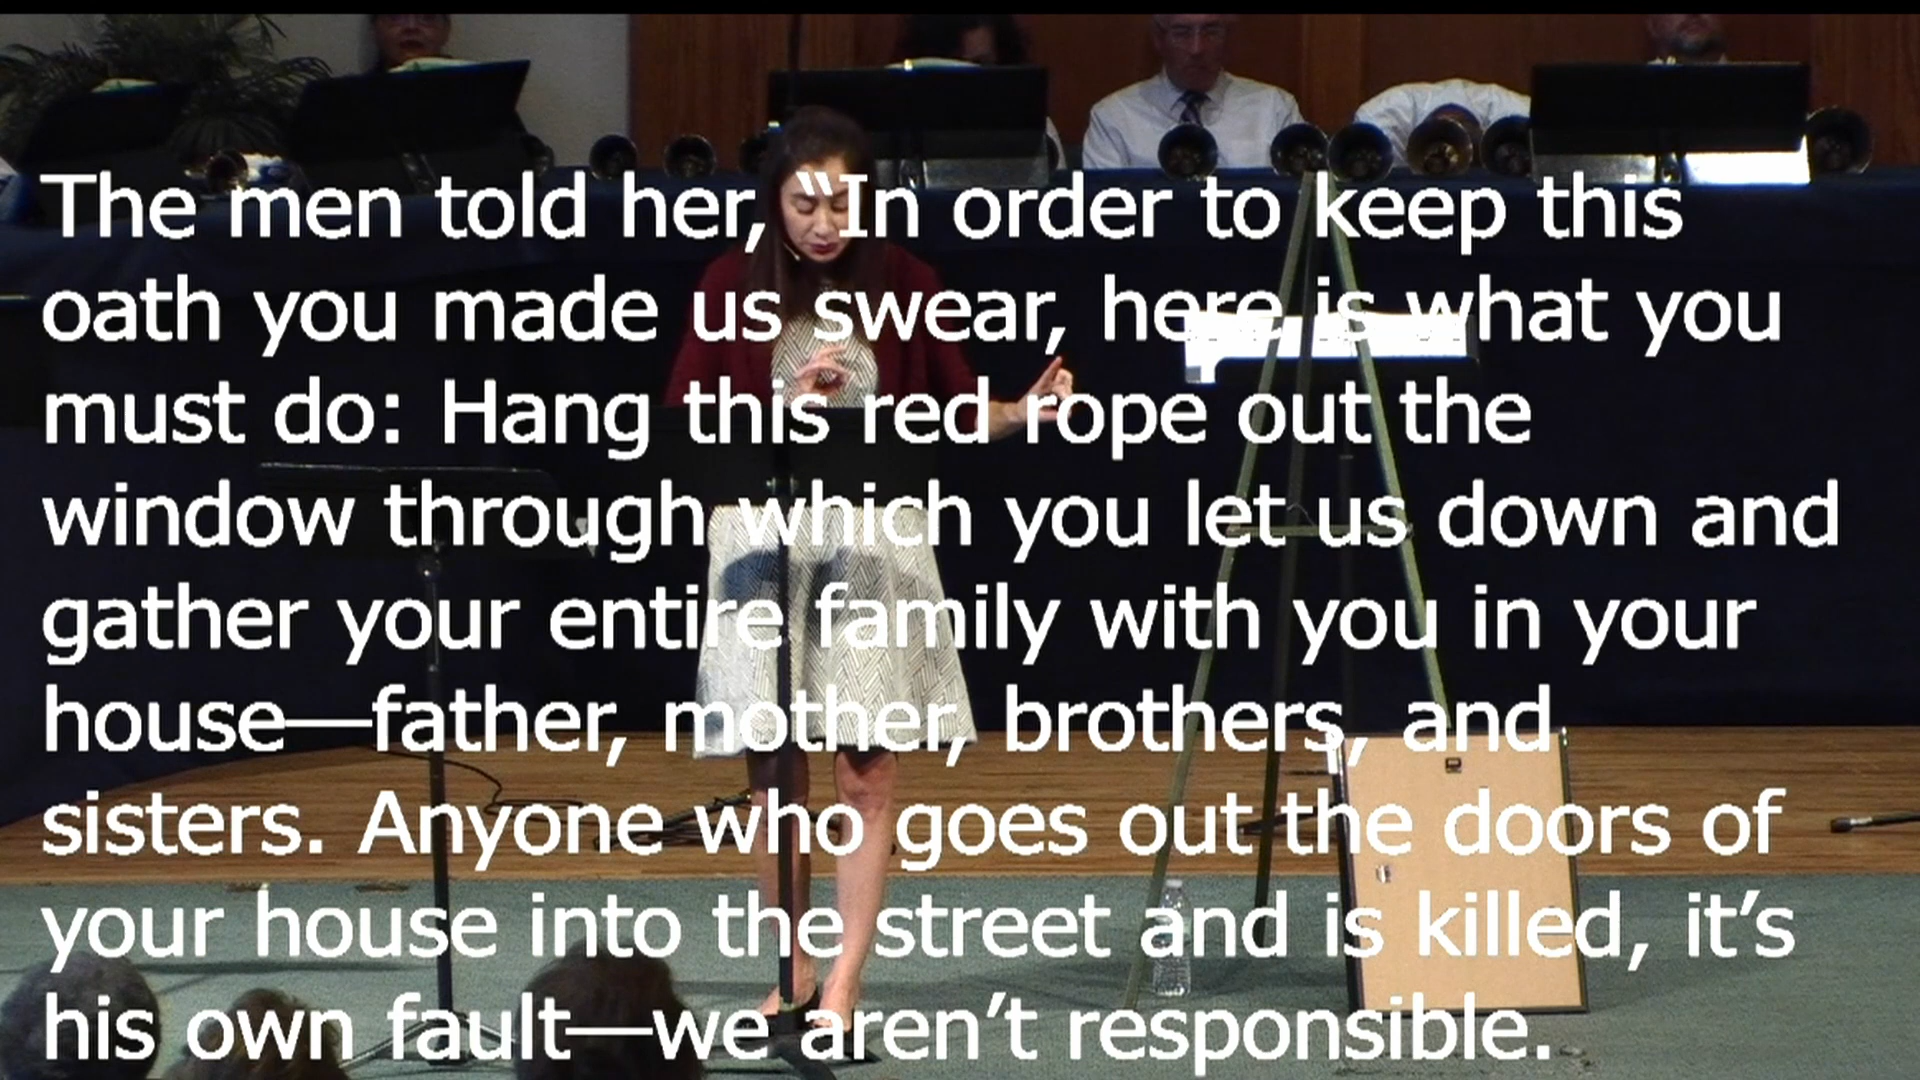 The men told her, “In order to keep this
oath you made us swear, here is what you
must do: Hang this red rope out the
window through which you let us down and
gather your entire family with you in your
house—father, mother, brothers, and
sisters. Anyone who goes out the doors of
your house into the street and is killed, it’s
his own fault—we aren’t responsible.